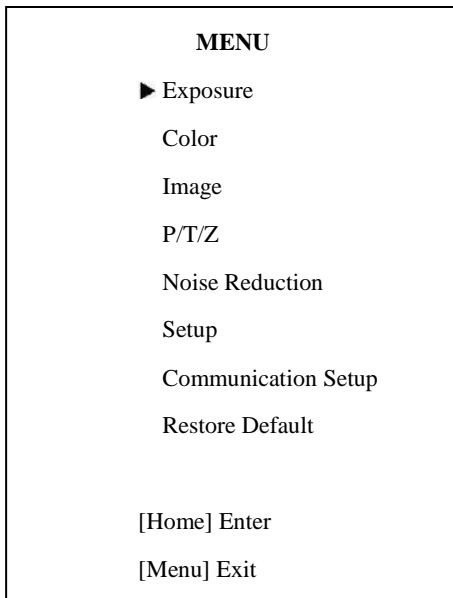 MENU
▶ Exposure
Color
Image
P/T/Z
Noise Reduction
Setup
Communication Setup
Restore Default
[Home] Enter
[Menu] Exit